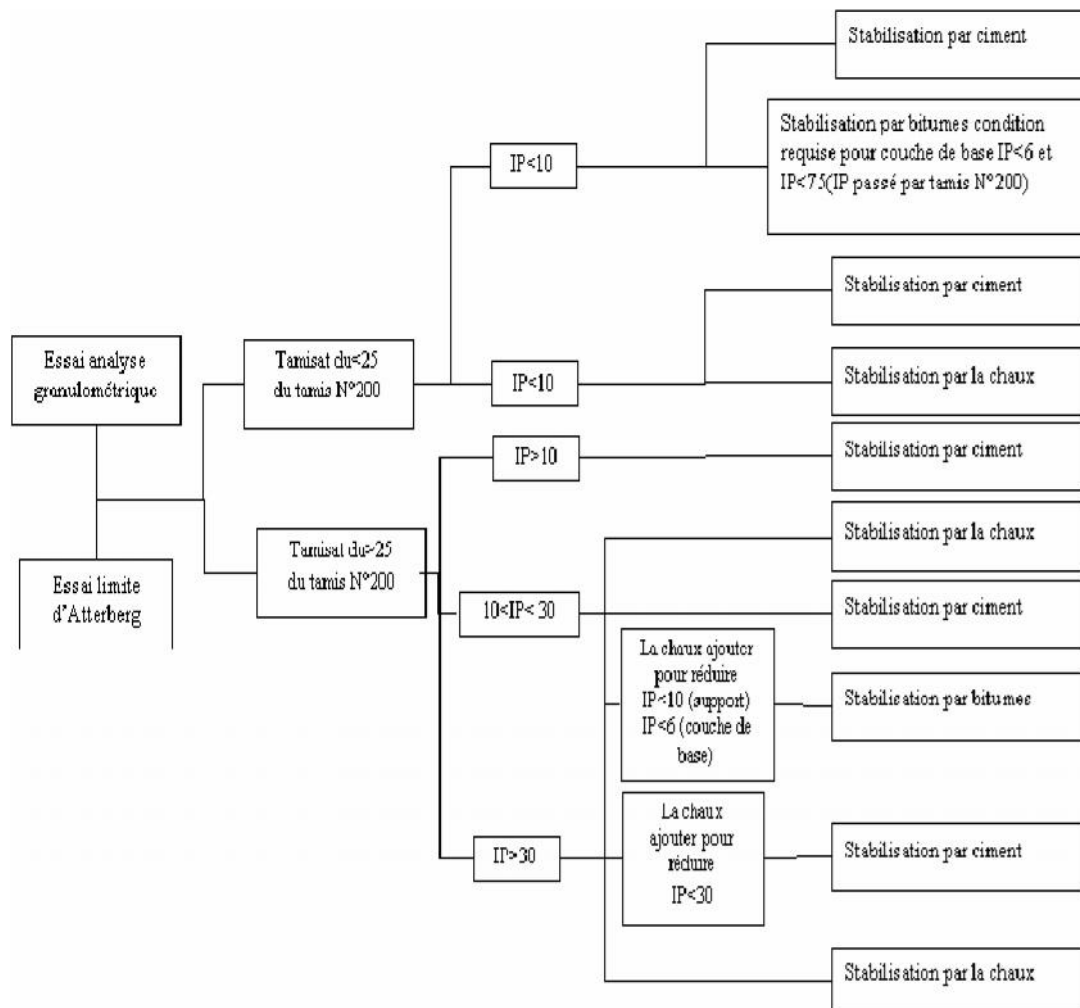 Stabilisation par ciment
Stabilisation par bitumes condition
requise pour couche de base IP<6 et
IP<75(IP passé par tamis N°200)
IP<10
Stabilisation par ciment
Essai analyse
granulométrique
Tamisat du<25
du tamis N°200
IP<10
Stabilisation par la chaux
IP>10
Stabilisation par ciment
Essai limite
d'Atterberg
Tamisat du>25
du tamis N°200
Stabilisation par la chaux
10<IP< 30
Stabilisation par ciment
La chaux ajouter
pour réduire
IP<10 (support)
IP<6 (couche de
base)
Stabilisation par bitumes
IP>30
La chaux
ajouter pour
réduire
IP<30
Stabilisation par ciment
Stabilisation par la chaux